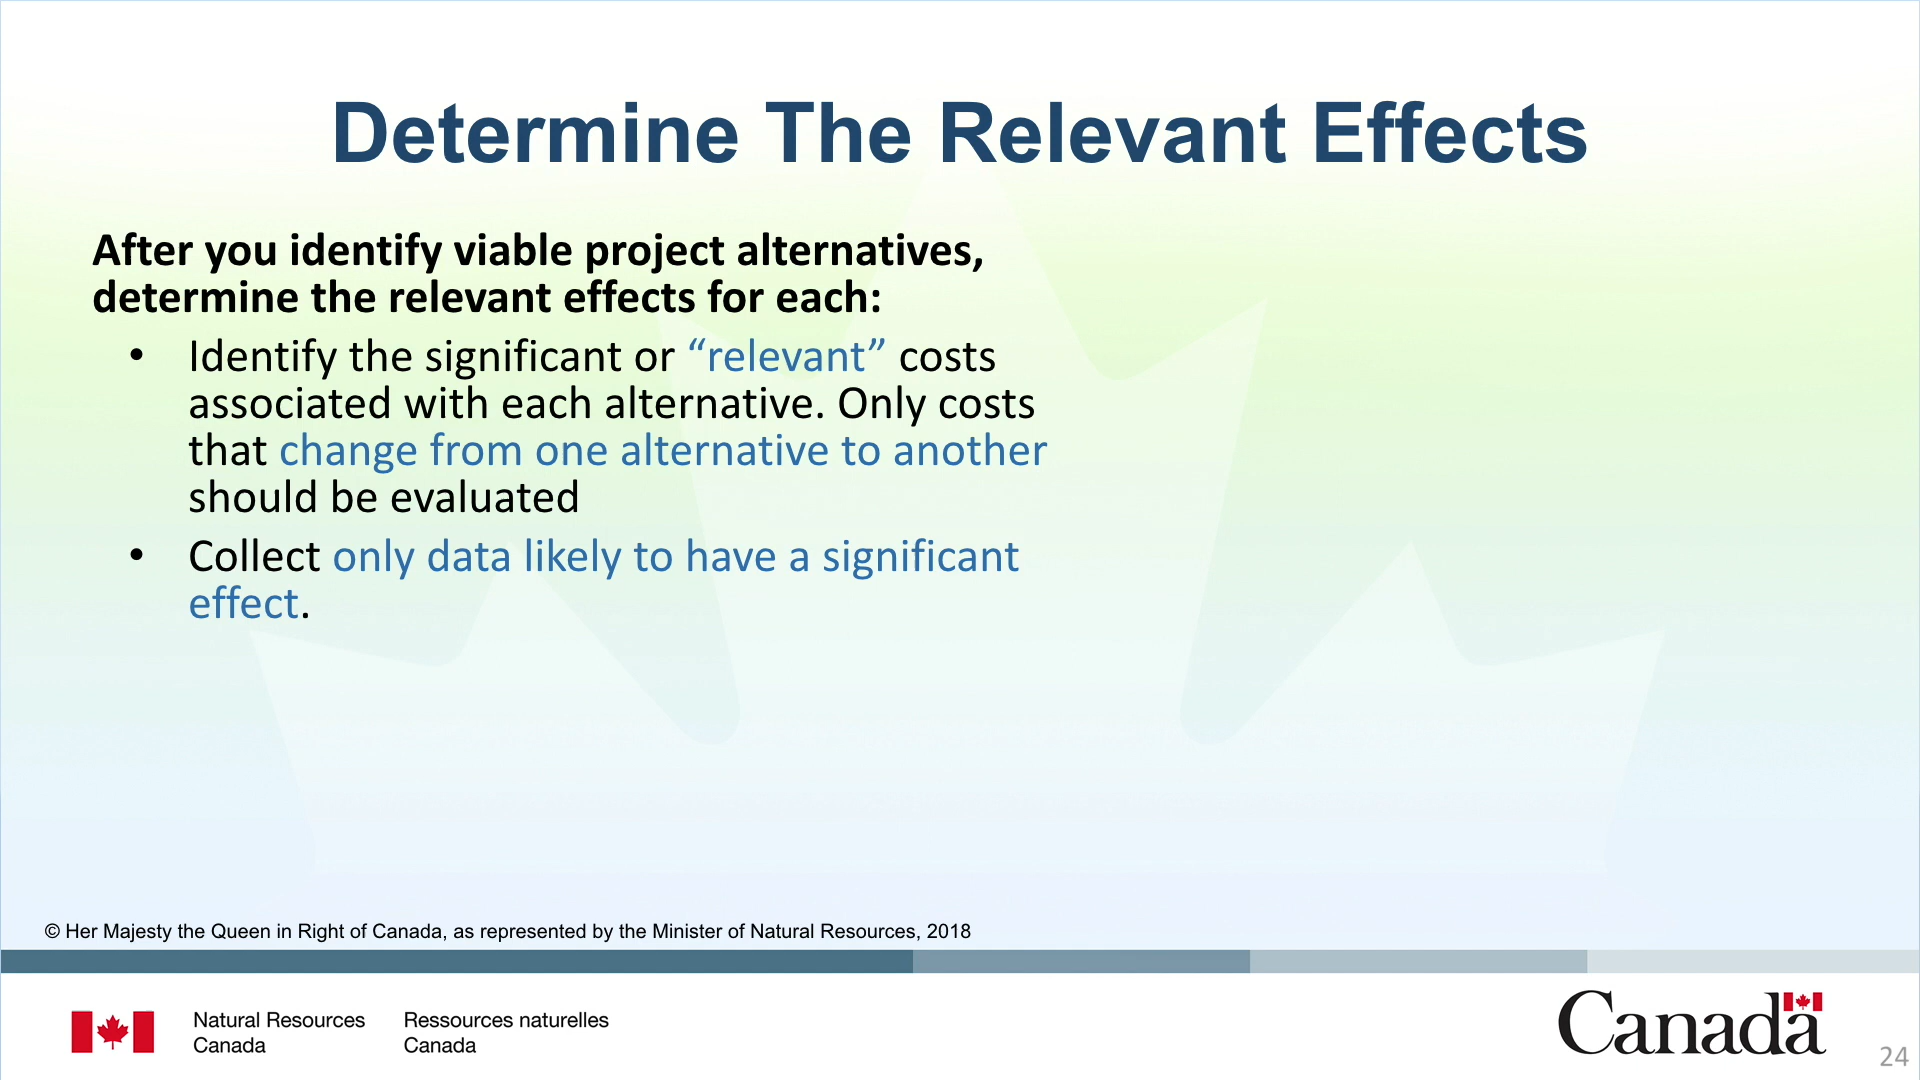 Determine The Relevant Effects
After you identify viable project alternatives,
determine the relevant effects for each:
• Identify the significant or “relevant” costs
associated with each alternative. Only costs
that change from one alternative to another
should be evaluated
• Collect only data likely to have a significant
effect.
© Her Majesty the Queen in Right of Canada, as represented by the Minister of Natural Resources, 2018
Natural Resources
Canada
Ressources naturelles
Canada
Canada
24